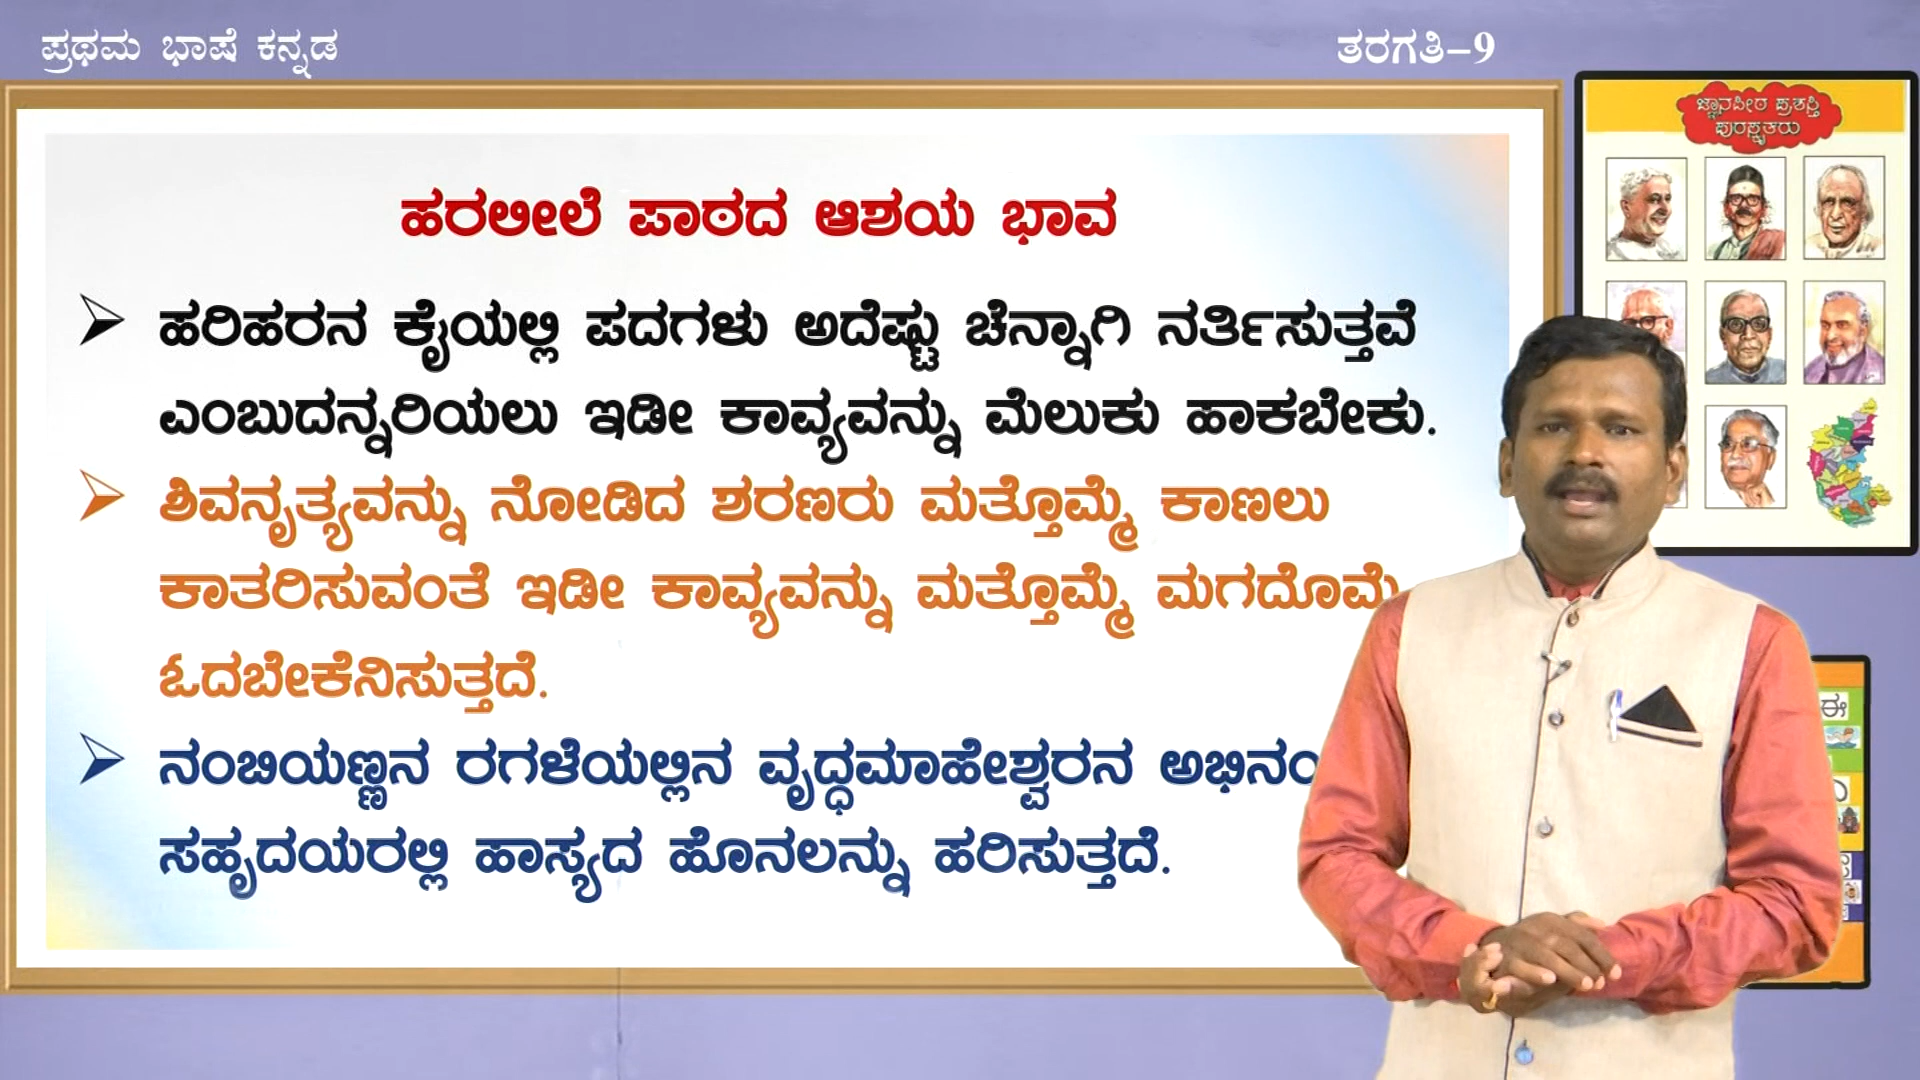 ಪ್ರಥಮ ಭಾಷೆ ಕನ್ನಡ
ತರಗತಿ–9
ಜ್ಞಾನಪೀಠ ಪ್ರಶಸ್ತಿ
ಪುರಸ್ಕೃತರು
ಹರಲೀಲೆ ಪಾಠದ ಆಶಯ ಭಾವ
ಹರಿಹರನ ಕೈಯಲ್ಲಿ ಪದಗಳು ಅದೆಷ್ಟು ಚೆನ್ನಾಗಿ ನರ್ತಿಸುತ್ತವೆ
ಎಂಬುದನ್ನರಿಯಲು ಇಡೀ ಕಾವ್ಯವನ್ನು ಮೆಲುಕು ಹಾಕಬೇಕು.
ಶಿವನೃತ್ಯವನ್ನು ನೋಡಿದ ಶರಣರು ಮತ್ತೊಮ್ಮೆ ಕಾಣಲು
ಕಾತರಿಸುವಂತೆ ಇಡೀ ಕಾವ್ಯವನ್ನು ಮತ್ತೊಮ್ಮೆ ಮಗದೊಮ್ಮೆ
ಓದಬೇಕೆನಿಸುತ್ತದೆ.
ನಂಬಿಯಣ್ಣನ ರಗಳೆಯಲ್ಲಿನ ವೃದ್ಧಮಾಹೇಶ್ವರನ
ಸಹೃದಯರಲ್ಲಿ ಹಾಸ್ಯದ ಹೊನಲನ್ನು ಹರಿಸುತ್ತದೆ.
ಈ